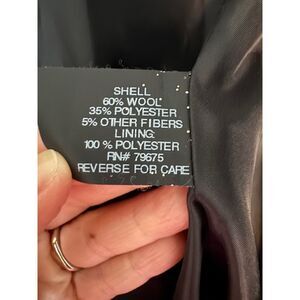 SHELL
60% WOOL
35% POLYESTER
5% OTHER FIBERS
LINING:
100% POLYESTER
RN# 79675
REVERSE FOR CARE